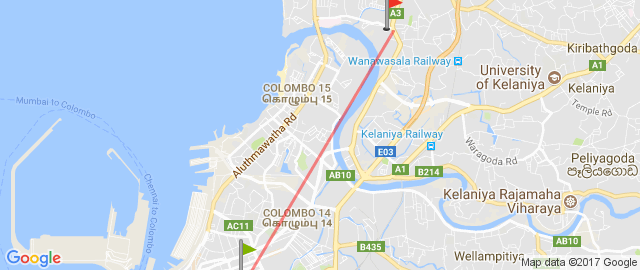 A3
Kiribathgoda
Wanawasala Railway
University
of Kelaniya
A1
COLOMBO 15
கொழும்பு 15
Kelaniya
Mumbai to Colombo
Temple Rd
Aluthmawatha Rd
Kelaniya Railway
Waragoda Rd
E03
Peliyagoda
පෑලියගොඩ
A1
B214
AB10
Chennai to Colombo
Kelaniya Rajamaha
Viharaya
COLOMBO 14
கொழும்பு 14
AC11
B435
AB10
Wellampitiya
Google
Map data ©2017 Google